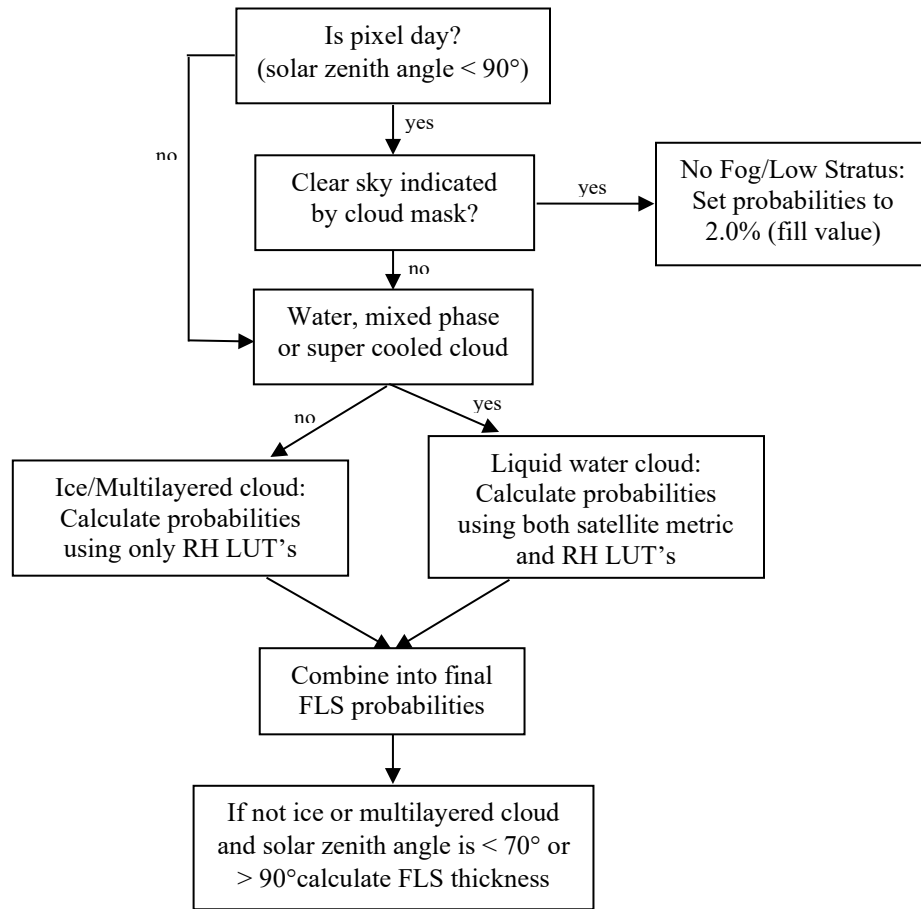 Is pixel day?
(solar zenith angle < 90°)
yes
no
Clear sky indicated
by cloud mask?
yes
No Fog/Low Stratus:
Set probabilities to
2.0% (fill value)
no
Water, mixed phase
or super cooled cloud
no
yes
Ice/Multilayered cloud:
Calculate probabilities
using only RH LUT’s
Liquid water cloud:
Calculate probabilities
using both satellite metric
and RH LUT’s
Combine into final
FLS probabilities
If not ice or multilayered cloud
and solar zenith angle is < 70° or
> 90°calculate FLS thickness